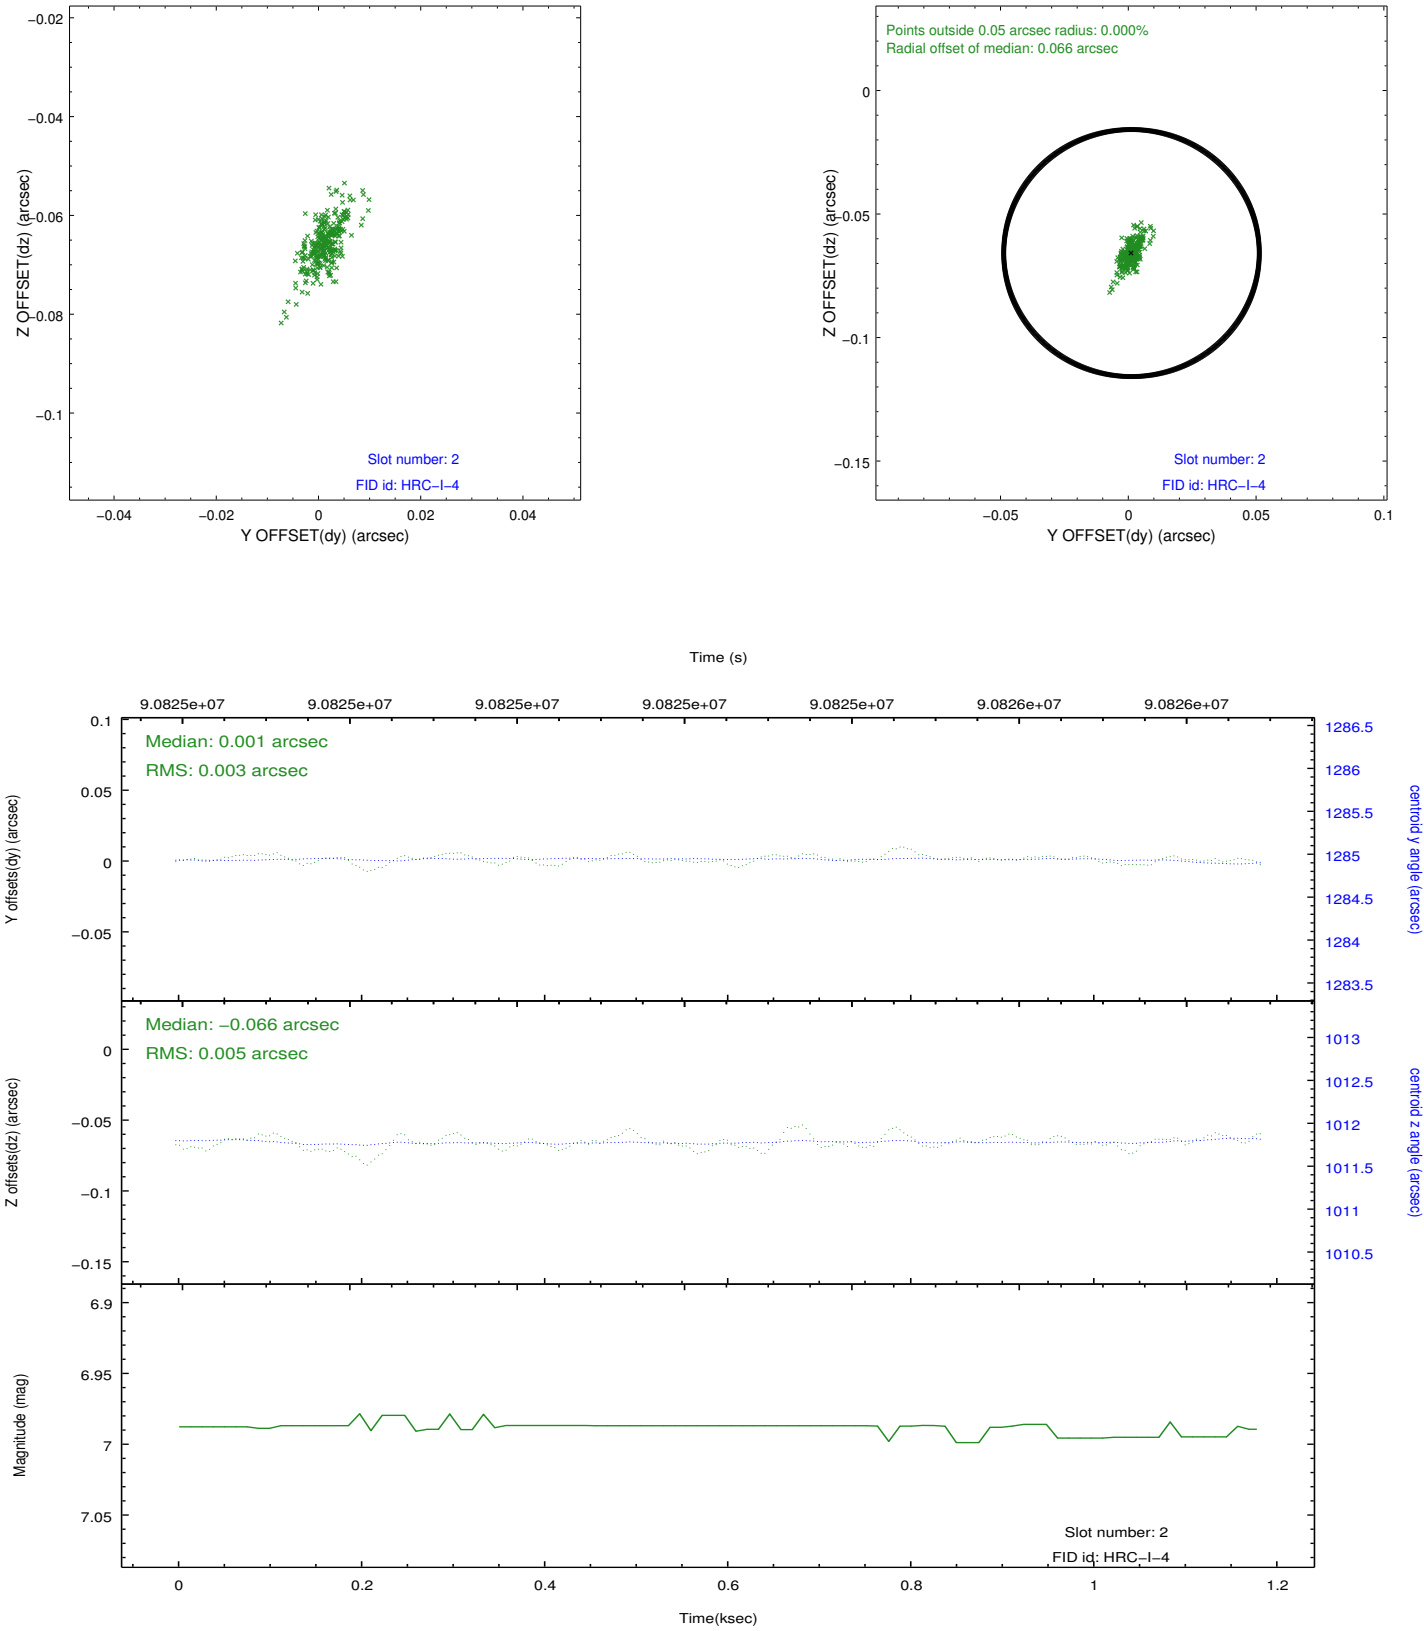 −0.02
−0.04
−0.06
−0.08
−0.1
Z OFFSET(dz) (arcsec)
Slot number: 2
FID id: HRC−I−4
−0.04
−0.02
0
0.02
0.04
Y OFFSET(dy) (arcsec)
Points outside 0.05 arcsec radius: 0.000%
Radial offset of median: 0.066 arcsec
0
−0.05
−0.1
−0.15
Z OFFSET(dz) (arcsec)
Slot number: 2
FID id: HRC−I−4
−0.05
0
0.05
0.1
Y OFFSET(dy) (arcsec)
Time (s)
9.0825e+07
9.0825e+07
9.0825e+07
9.0825e+07
9.0825e+07
9.0826e+07
9.0826e+07
Median: 0.001 arcsec
RMS: 0.003 arcsec
0.1
0.05
0
−0.05
Y offsets(dy) (arcsec)
1286.5
1286
1285.5
1285
1284.5
1284
1283.5
centroid y angle (arcsec)
Median: −0.066 arcsec
RMS: 0.005 arcsec
0
−0.05
−0.1
−0.15
Z offsets(dz) (arcsec)
1013
1012.5
1012
1011.5
1011
1010.5
centroid z angle (arcsec)
6.9
6.95
7
7.05
Magnitude (mag)
Slot number: 2
FID id: HRC−I−4
0
0.2
0.4
0.6
0.8
1
1.2
Time(ksec)